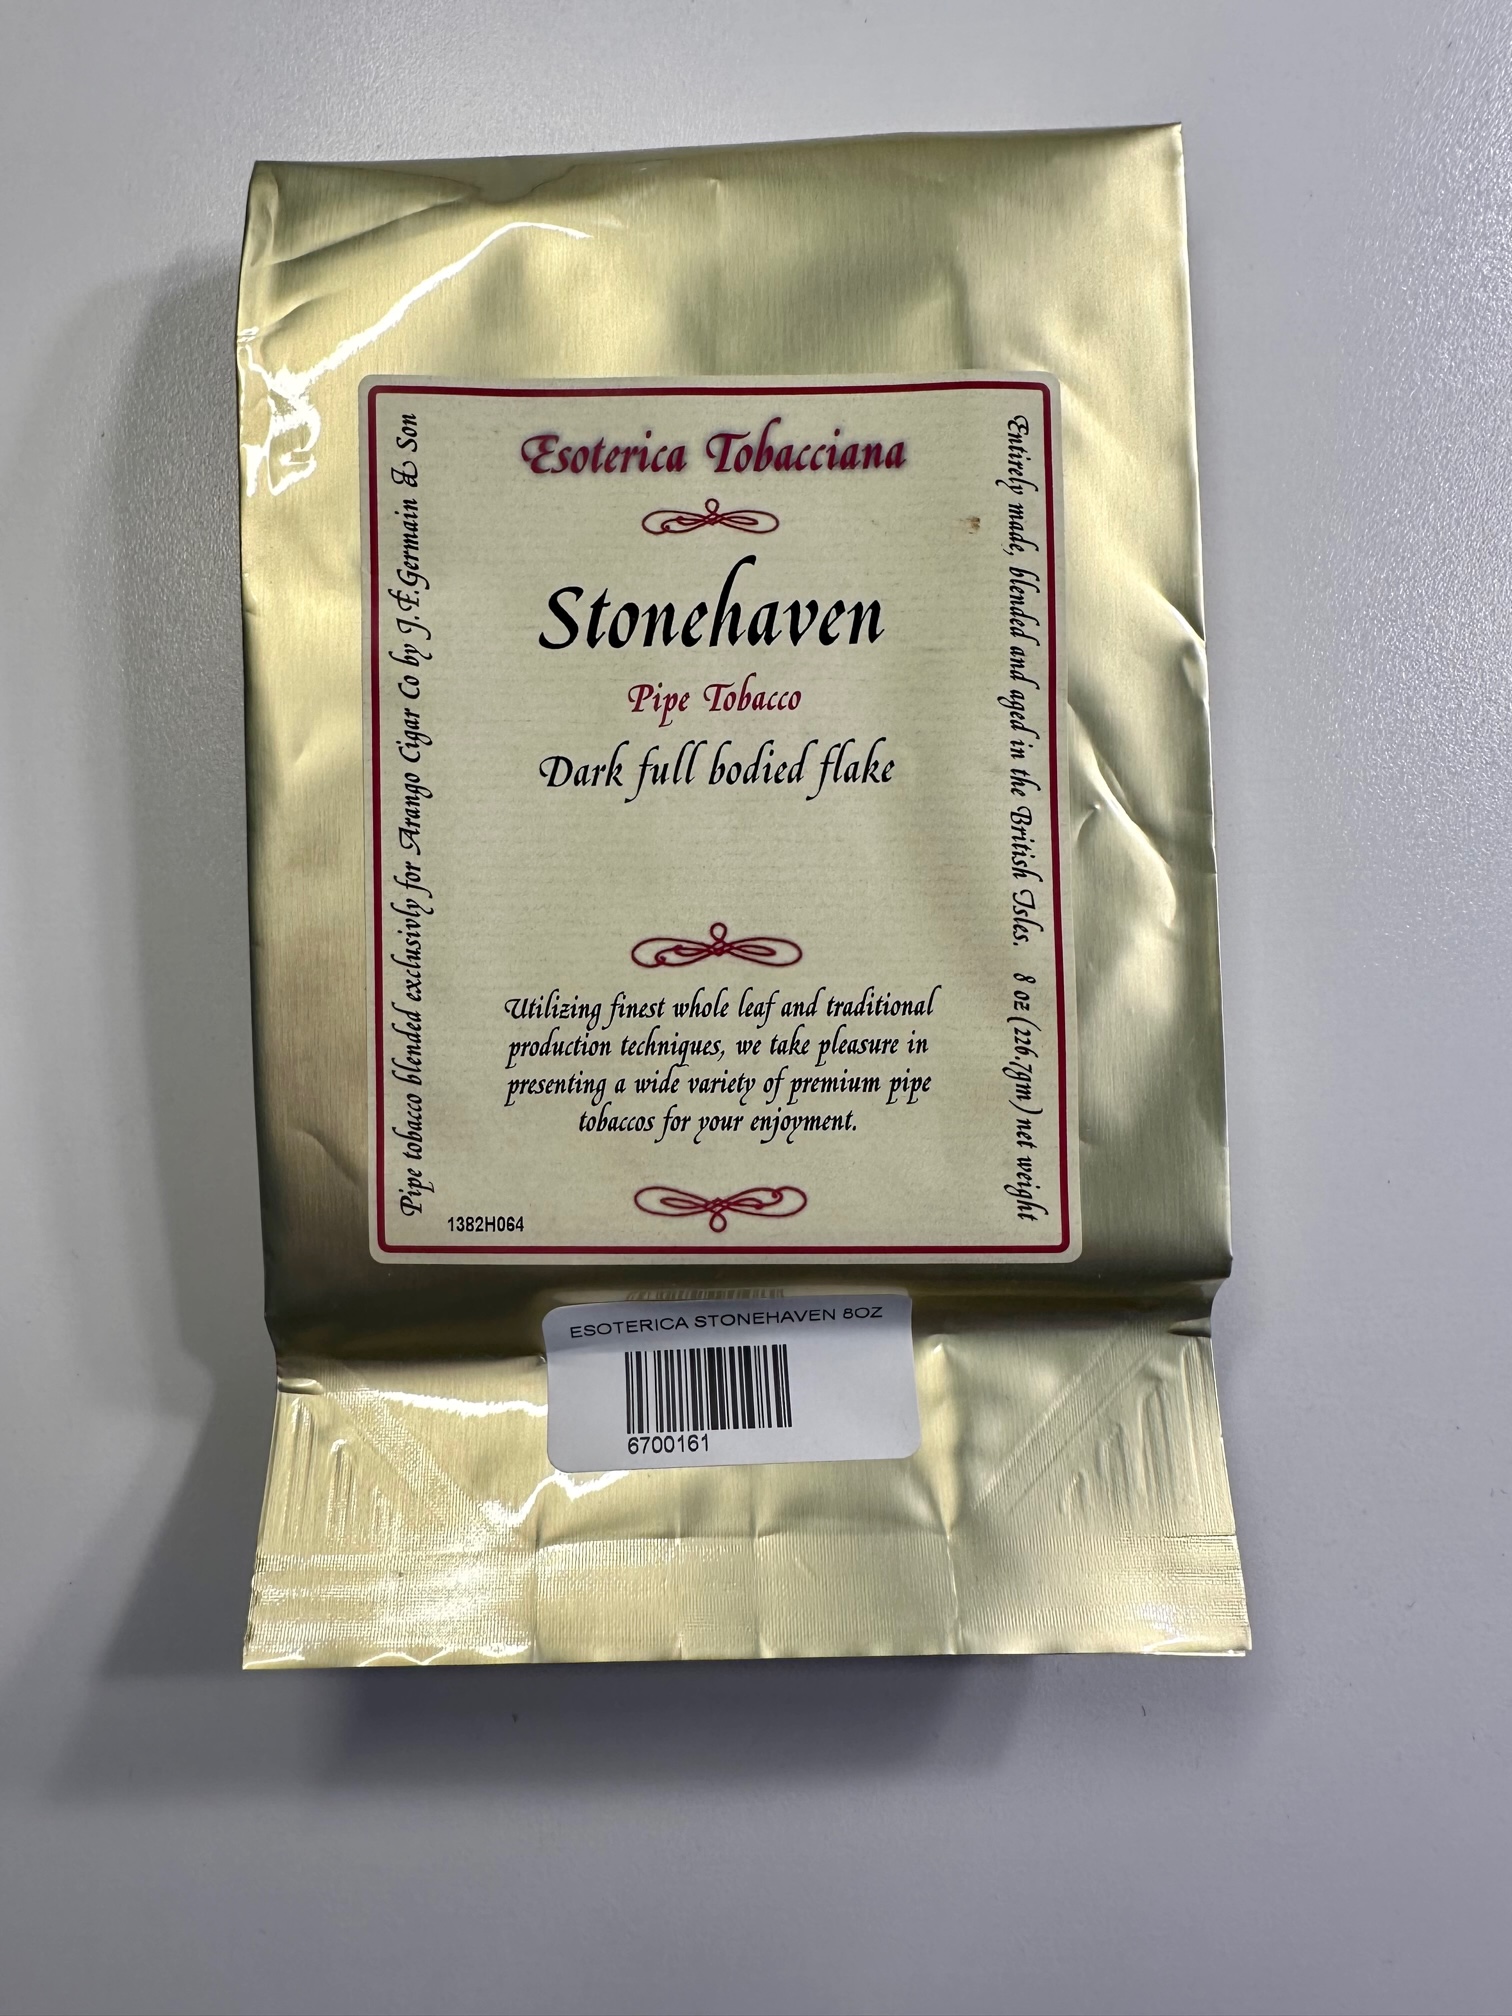 Esoterica Tobacciana
Stonehaven
Pipe Tobacco
Dark full bodied flake
Utilizing finest whole leaf and traditional
production techniques, we take pleasure in
presenting a wide variety of premium pipe
tobaccos for your enjoyment.
1382H064
Pipe tobacco blended exclusivly for Arango Cigar Co by J.F.Germain & Son
Entirely made, blended and aged in the British Isles. 8 oz (226.7gm) net weight
ESOTERICA STONEHAVEN 8OZ
6700161